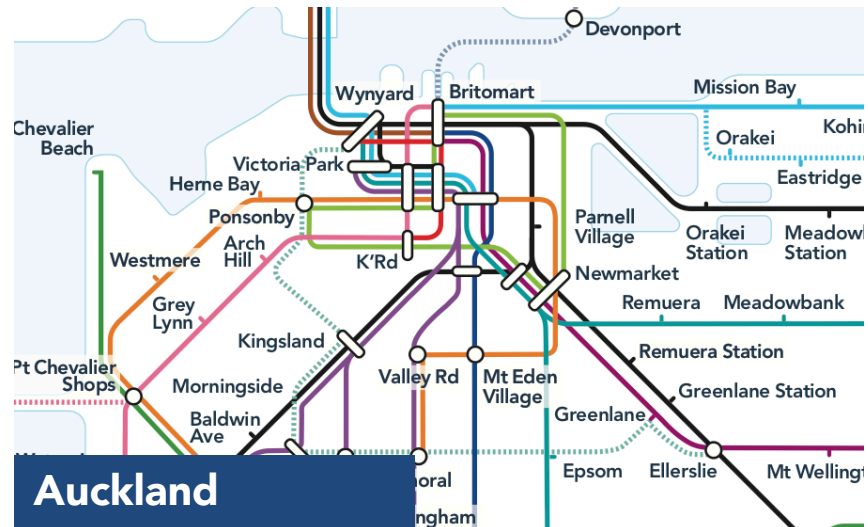 Devonport
Mission Bay
Wynyard
Britomart
Chevalier
Beach
Orakei
Victoria Park
Eastridge
Herne Bay
Ponsonby
Parnell
Village
Orakei
Station
Station
Arch
Hill
K'Rd
Westmere
Newmarket
Grey
Lynn
Remuera
Meadowbank
Kingsland
Remuera Station
Pt Chevalier
Shops
Morningside
Valley Rd
Mt Eden
Village
Greenlane Station
Baldwin
Ave
Greenlane
Epsom
Ellerslie
Auckland